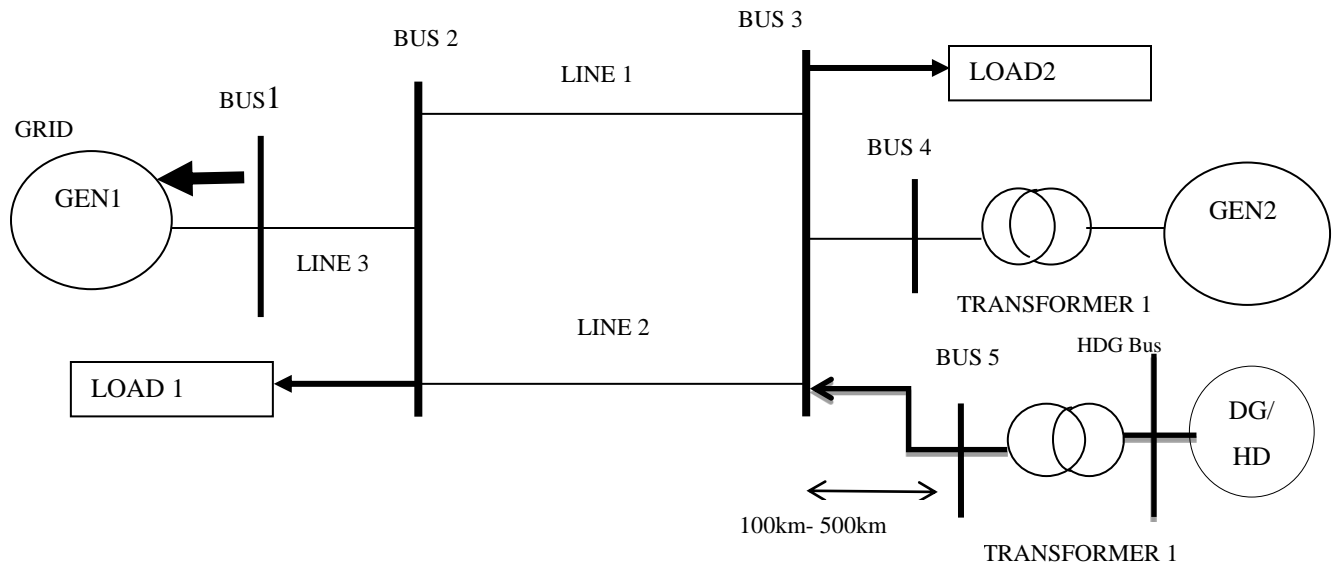 BUS 3
BUS 2
LINE 1
LOAD2
BUS1
GRID
BUS 4
GEN1
GEN2
LINE 3
TRANSFORMER 1
LINE 2
HDG Bus
BUS 5
LOAD 1
DG/
HD
100km- 500km
TRANSFORMER 1